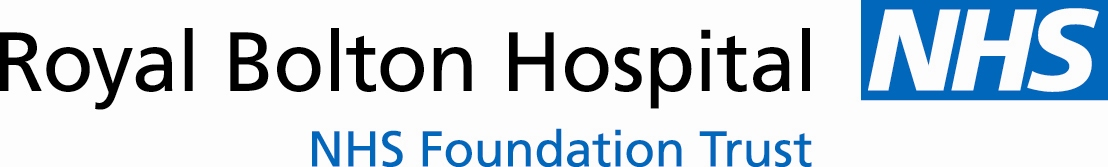 Royal Bolton Hospital NHS
NHS Foundation Trust